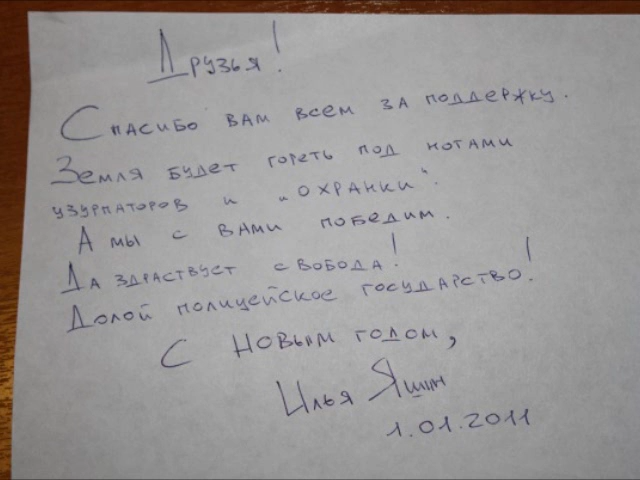 Друзья!
Спасибо вам всем за поддержку.
Земля будет гореть под ногами
узурпаторов и „охранки".
А мы с вами победим.
Да здраствует свобода!
Долой полицейское государство!
С Новым годом,
Илья Яшин
1.01.2011